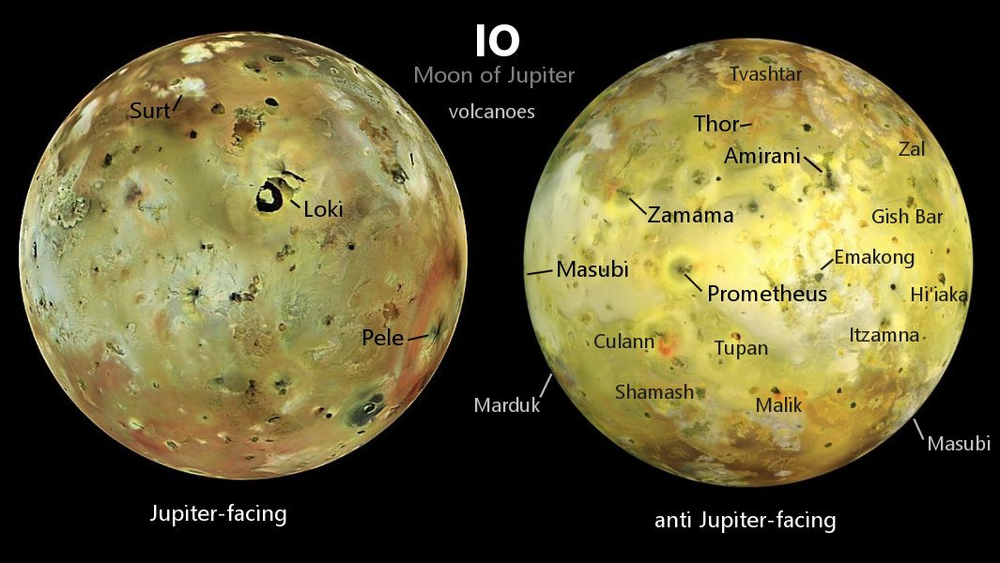 IO
Moon of Jupiter
volcanoes
Surt
Loki
Pele
Jupiter-facing
Tvashtar
Thor
Amirani
Zal
Zamama
Gish Bar
Emakong
Masubi
Prometheus
Hi'iaka
Culann
Tupan
Itzamna
Shamash
Malik
Marduk
Masubi
anti Jupiter-facing